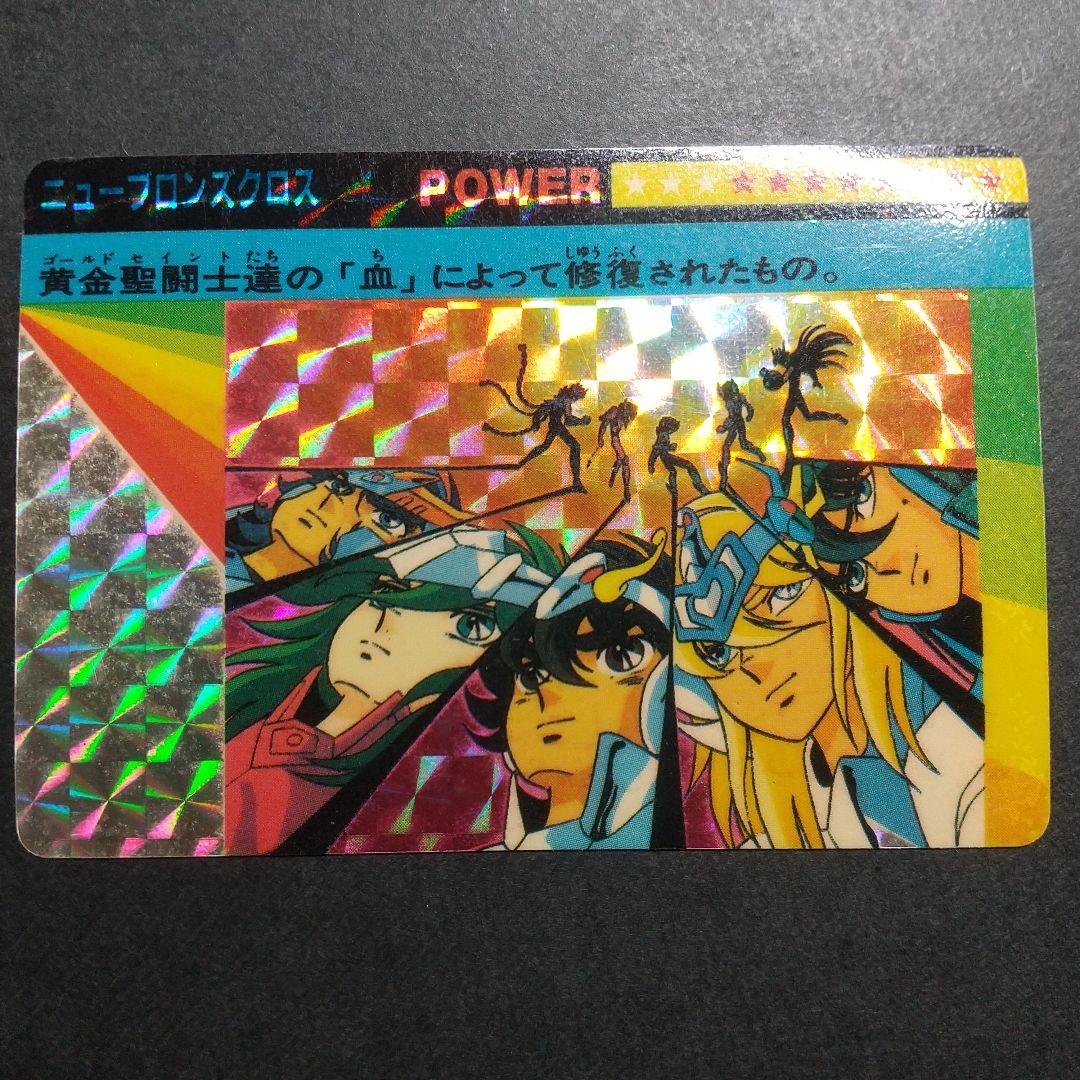 ニューブロンズクロス POWER ★★★★★★★★★★
ゴールドセイントたち ち しゅうふく
黄金聖闘士達の「血」によって修復されたもの。